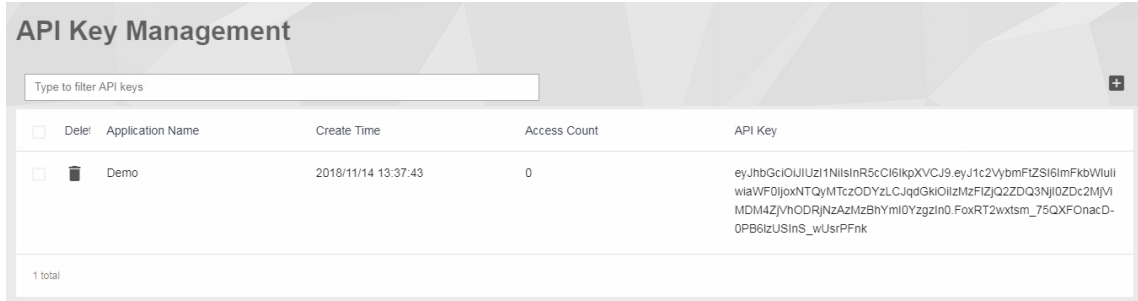 API Key Management
Type to filter API keys
Delet Application Name Create Time Access Count API Key
Demo 2018/11/14 13:37:43 0 eyJhbGciOiJIUzI1NiIsInR5cCI6IkpXVCJ9.eyJ1c2VybmFtZSI6ImFkbWluIi
wiaWF0IjoxNTQyMTczODYzLCJqdGkiOiIzMzFlZjQ2ZDQ3NjI0ZDc2MjVi
MDM4ZjVhODRjNzAzMzBhYmI0YzgzIn0.FoxRT2wxtsm_75QXFOnacD-
0PB6IzUSInS_wUsrPFnk
1 total